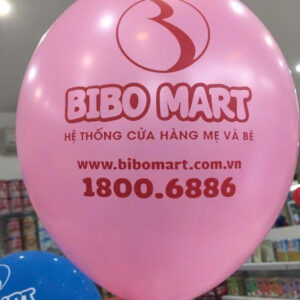 BIBO MART
HỆ THỐNG CỬA HÀNG MẸ VÀ BÉ
www.bibomart.com.vn
1800.6886